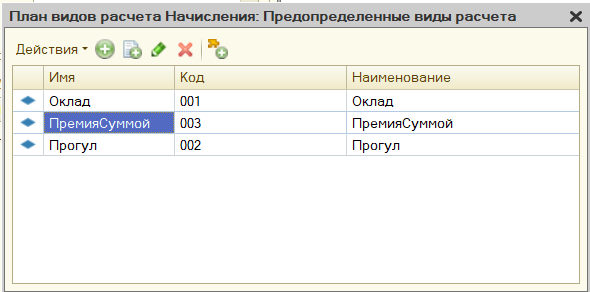 План видов расчета Начисления: Предопределенные виды расчета
Действия
Имя Код Наименование
Оклад 001 Оклад
ПремияСуммой 003 ПремияСуммой
Прогул 002 Прогул